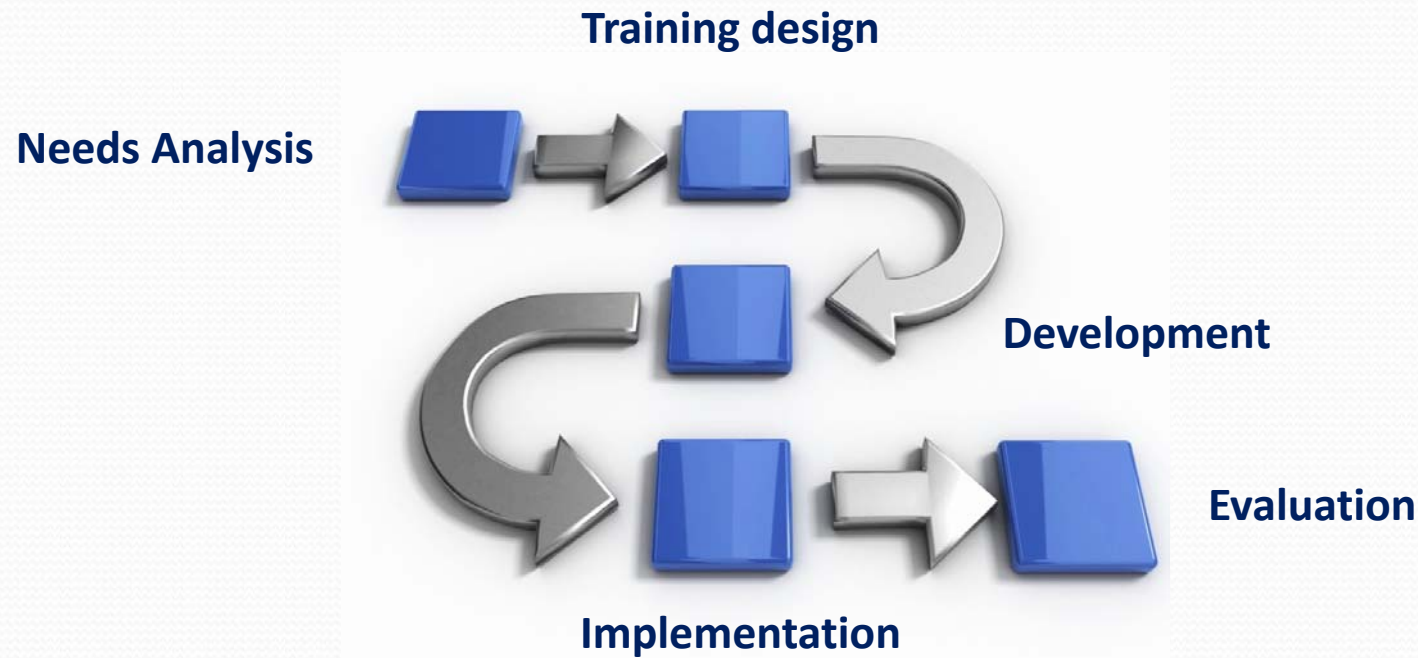 Training design
Needs Analysis
Development
Evaluation
Implementation